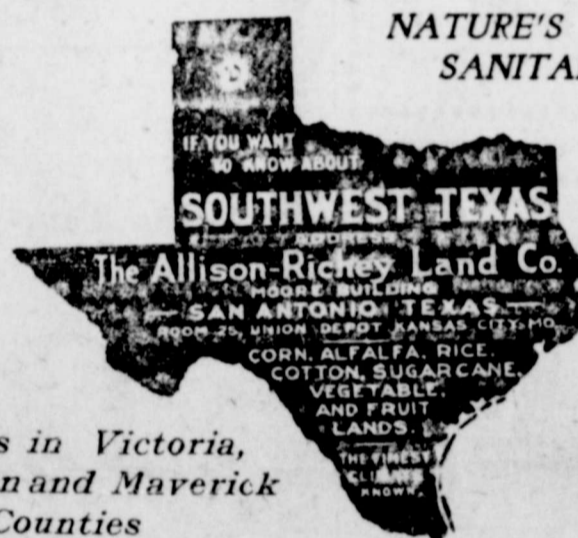 NATURE'S
SANITA
IF YOU WANT
TO KNOW ABOUT
SOUTHWEST TEXAS
ADDRESS
The Allison-Richey Land Co.
MOORE BUILDING
SAN ANTONIO TEXAS
ROOM 25, UNION DEPOT KANSAS CITY, MO.
CORN, ALFALFA, RICE,
COTTON, SUGARCANE,
VEGETABLE,
AND FRUIT
LANDS.
THE FINEST
CLIMATE
KNOWN.
s in Victoria,
n and Maverick
Counties